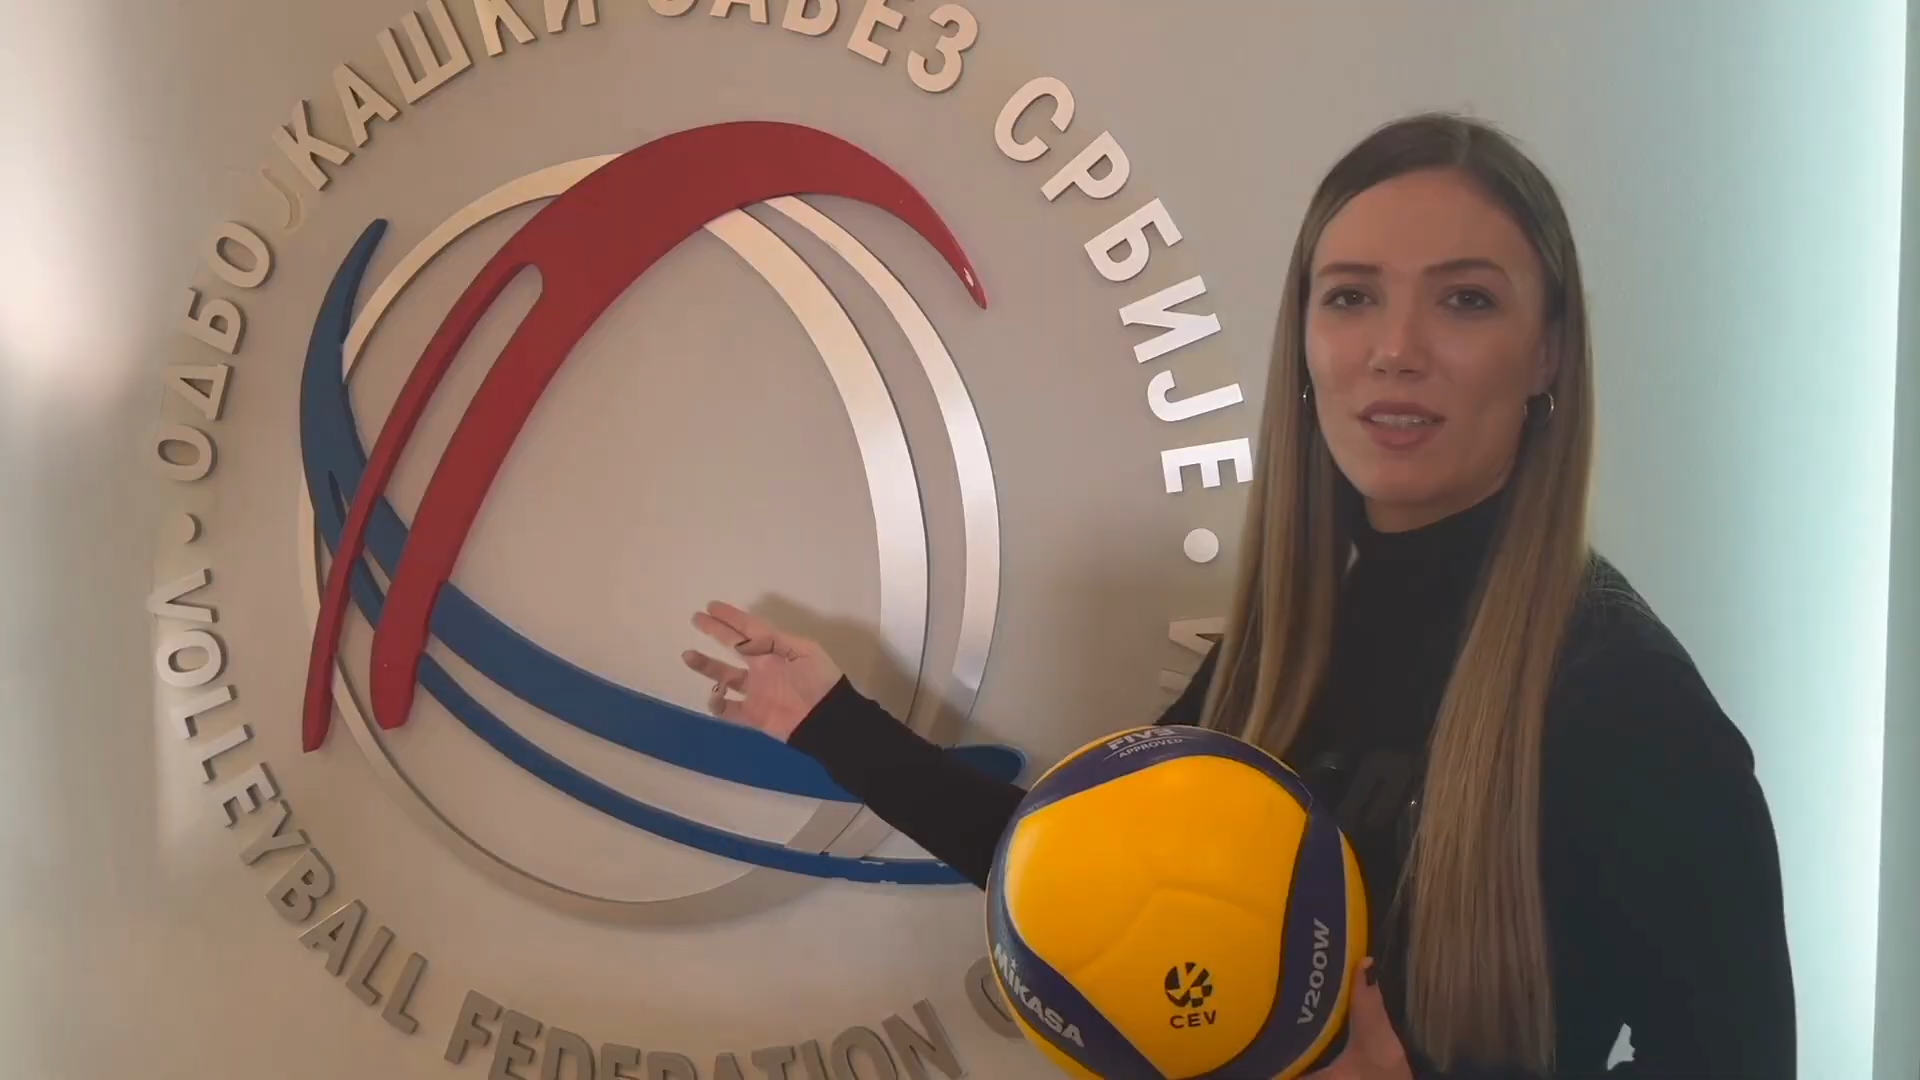 ОДБОЈКАШКИ САВЕЗ СРБИЈЕ
VOLLEYBALL FEDERATION
FIVB
APPROVED
MIKASA
CEV
V200W